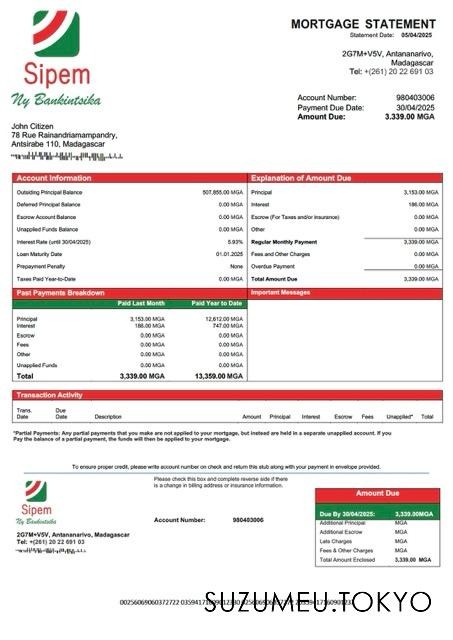 MORTGAGE STATEMENT
Statement Date: 05/04/2025
2G7M+V5V, Antananarivo,
Madagascar
Tel: +(261) 20 22 691 03
Sipem
Ny Bankintsika
Account Number: 980403006
Payment Due Date: 30/04/2025
Amount Due: 3.339.00 MGA
John Citizen
78 Rue Rainandriamampandry,
Antsirabe 110, Madagascar
Account Information
Outsiding Principal Balance 507,855.00 MGA
Deferred Principal Balance 0.00 MGA
Escrow Account Balance 0.00 MGA
Unapplied Funds Balance 0.00 MGA
Interest Rate (until 30/04/2025) 5.93%
Loan Maturity Date 01.01.2025
Prepayment Penalty None
Taxes Paid Year-to-Date 0.00 MGA
Explanation of Amount Due
Principal 3,153.00 MGA
Interest 186.00 MGA
Escrow (For Taxes and/or insurance) 0.00 MGA
Other 0.00 MGA
Regular Monthly Payment 3,339.00 MGA
Fees and Other Charges 0.00 MGA
Overdue Payment 0.00 MGA
Total Amount Due 3,339.00 MGA
Past Payments Breakdown
Paid Last Month Paid Year to Date
Principal 3,153.00 MGA 12,612.00 MGA
Interest 186.00 MGA 747.00 MGA
Escrow 0.00 MGA 0.00 MGA
Fees 0.00 MGA 0.00 MGA
Other 0.00 MGA 0.00 MGA
Unapplied Funds 0.00 MGA 0.00 MGA
Total 3,339.00 MGA 13,359.00 MGA
Important Messages
Transaction Activity
Trans. Date Due Date Description Amount Principal Interest Escrow Fees Unapplied* Total
*Partial Payments: Any partial payments that you make are not applied to your mortgage, but instead are held in a separate unapplied account. If you
Pay the balance of a partial payment, the funds will then be applied to your mortgage.
To ensure proper credit, please write account number on check and return this stub along with your payment in envelope provided.
Please check this box and complete reverse side if there
is a change in billing address or insurance information.
Sipem
Ny Bankintsika
2G7M+V5V, Antananarivo, Madagascar
Tel: +(261) 20 22 691 03
Account Number: 980403006
Amount Due
Due By 30/04/2025: 3,339.00MGA
Additional Principal MGA
Additional Escrow MGA
Late Charges MGA
Fees & Other Charges MGA
Total Amount Enclosed 3,339.00 MGA
SUZUMEU.TOKYO